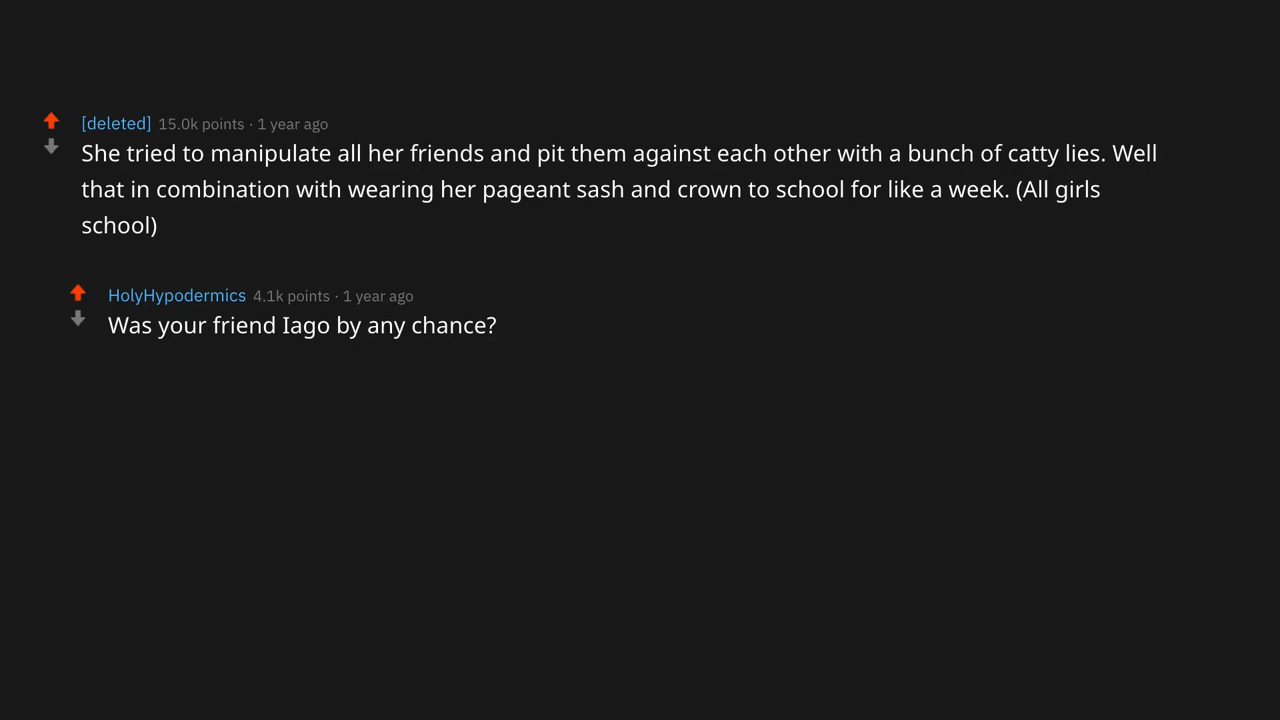 [deleted] 15.0k points · 1 year ago
She tried to manipulate all her friends and pit them against each other with a bunch of catty lies. Well
that in combination with wearing her pageant sash and crown to school for like a week. (All girls
school)
HolyHypodermics 4.1k points · 1 year ago
Was your friend Iago by any chance?